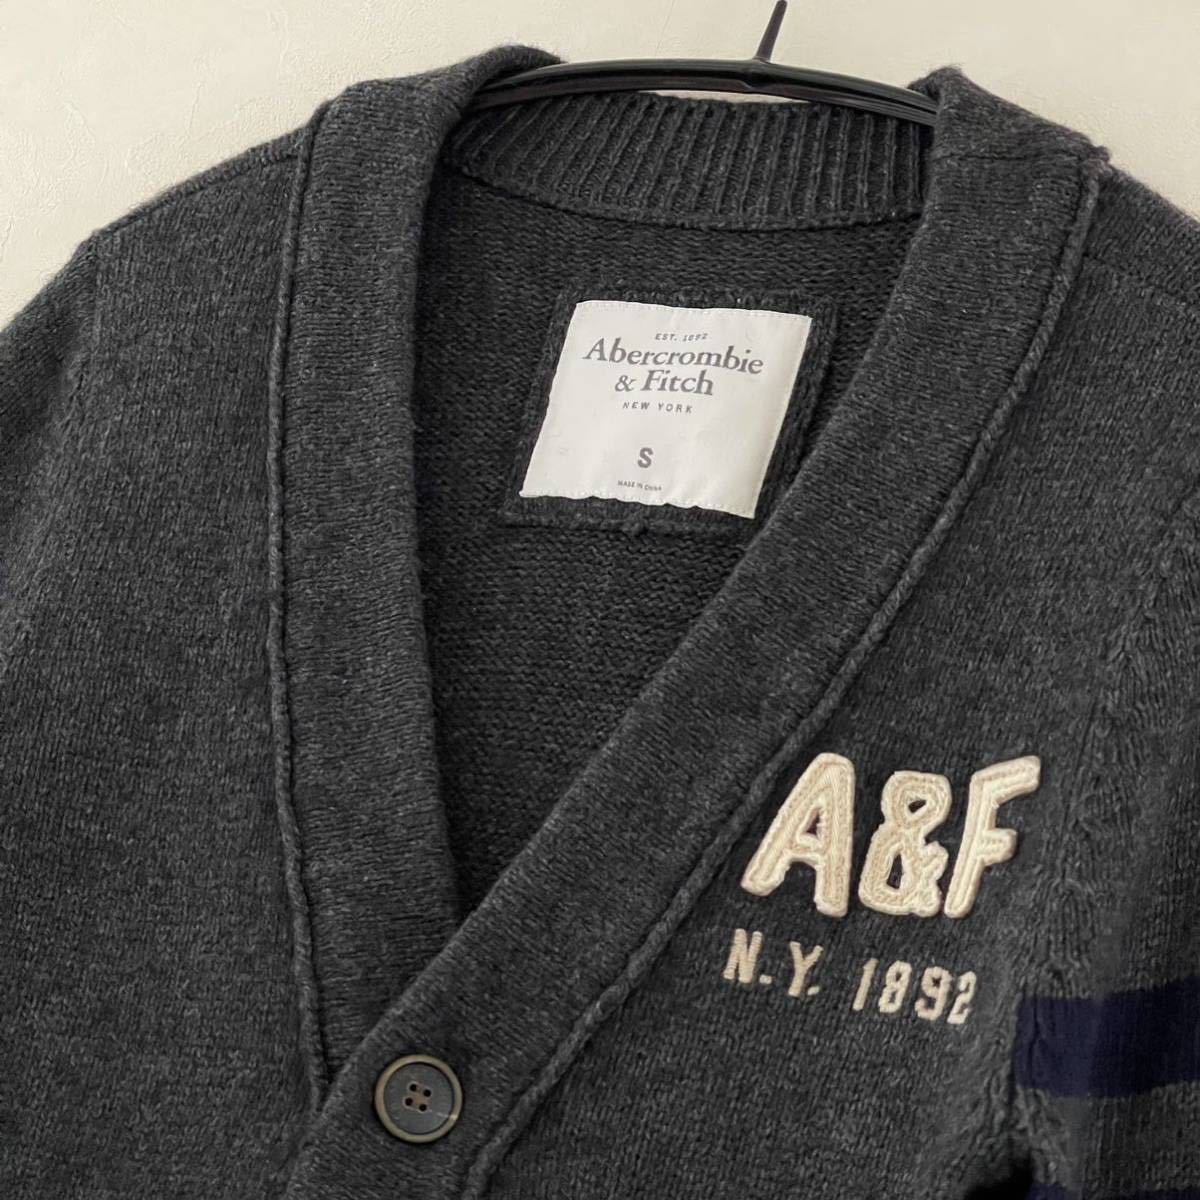 EST. 1892
Abercrombie
& Fitch
NEW YORK
S
MADE IN CHINA
A&F
N.Y. 1892